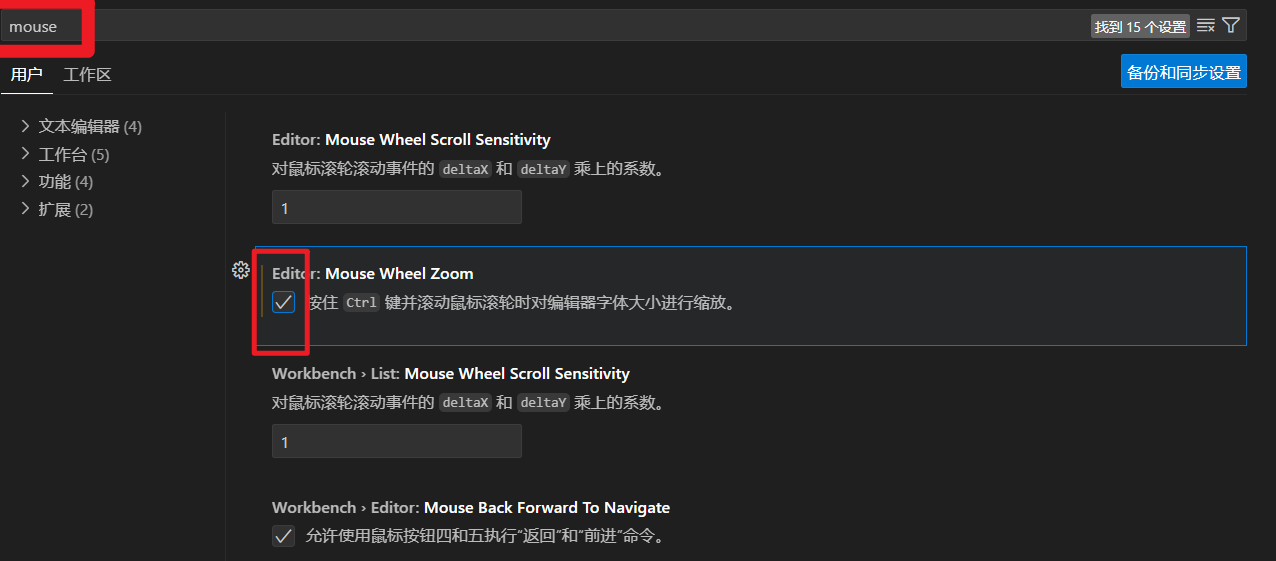 mouse
找到 15 个设置
用户 工作区
备份和同步设置
文本编辑器 (4)
工作台 (5)
功能 (4)
扩展 (2)
Editor: Mouse Wheel Scroll Sensitivity
对鼠标滚轮滚动事件的 deltaX 和 deltaY 乘上的系数。
1
Editor: Mouse Wheel Zoom
按住 Ctrl 键并滚动鼠标滚轮时对编辑器字体大小进行缩放。
Workbench › List: Mouse Wheel Scroll Sensitivity
对鼠标滚轮滚动事件的 deltaX 和 deltaY 乘上的系数。
1
Workbench › Editor: Mouse Back Forward To Navigate
允许使用鼠标按钮四和五执行“返回”和“前进”命令。